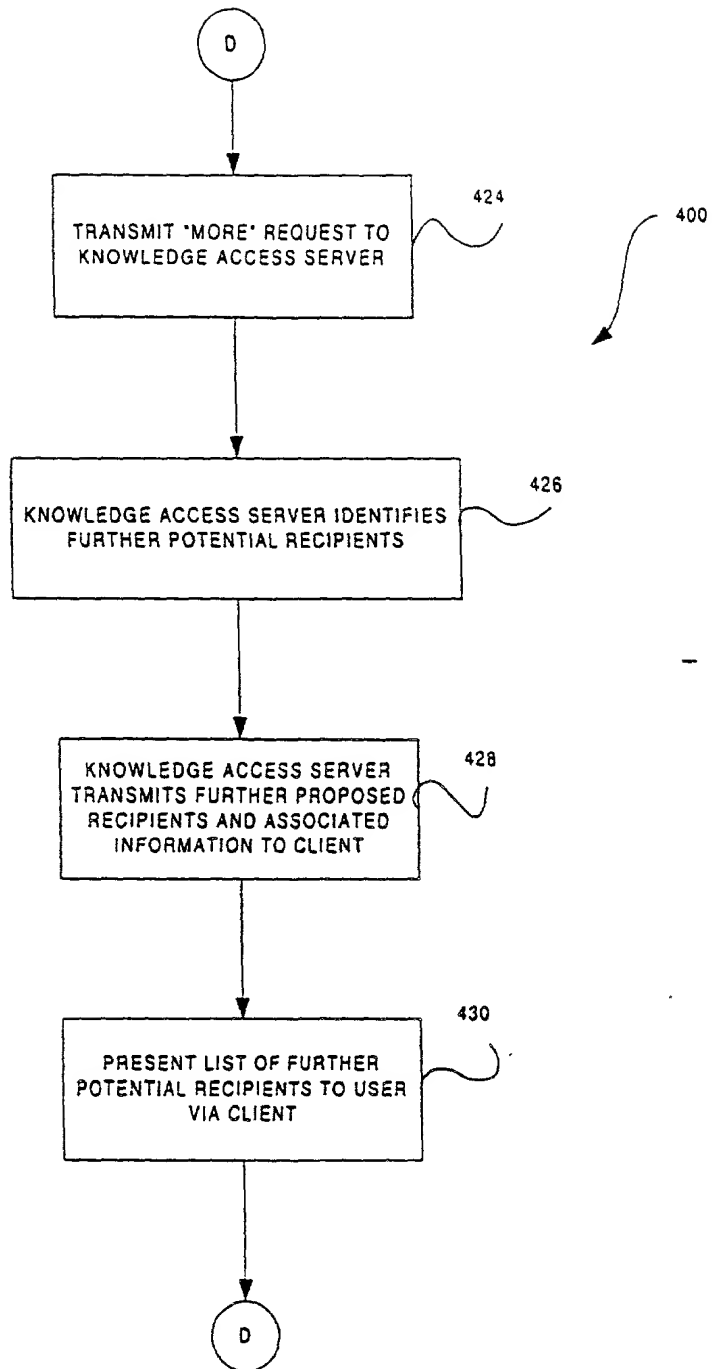 D
TRANSMIT "MORE" REQUEST TO
KNOWLEDGE ACCESS SERVER
424
400
KNOWLEDGE ACCESS SERVER IDENTIFIES
FURTHER POTENTIAL RECIPIENTS
426
KNOWLEDGE ACCESS SERVER
TRANSMITS FURTHER PROPOSED
RECIPIENTS AND ASSOCIATED
INFORMATION TO CLIENT
428
PRESENT LIST OF FURTHER
POTENTIAL RECIPIENTS TO USER
VIA CLIENT
430
D